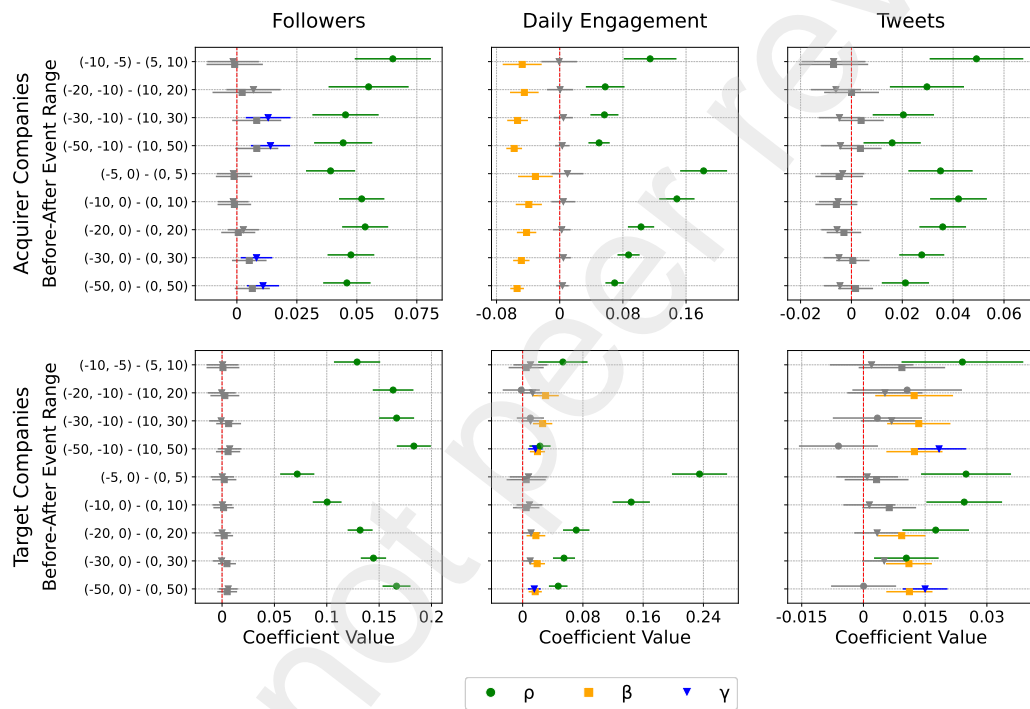 Followers
Daily Engagement
Tweets
Acquirer Companies
Before-After Event Range
(-10, -5) - (5, 10)
(-20, -10) - (10, 20)
(-30, -10) - (10, 30)
(-50, -10) - (10, 50)
(-5, 0) - (0, 5)
(-10, 0) - (0, 10)
(-20, 0) - (0, 20)
(-30, 0) - (0, 30)
(-50, 0) - (0, 50)
0 0.025 0.05 0.075
-0.08 0 0.08 0.16
-0.02 0 0.02 0.04 0.06
Target Companies
Before-After Event Range
(-10, -5) - (5, 10)
(-20, -10) - (10, 20)
(-30, -10) - (10, 30)
(-50, -10) - (10, 50)
(-5, 0) - (0, 5)
(-10, 0) - (0, 10)
(-20, 0) - (0, 20)
(-30, 0) - (0, 30)
(-50, 0) - (0, 50)
0 0.05 0.1 0.15 0.2
0 0.08 0.16 0.24
-0.015 0 0.015 0.03
Coefficient Value
Coefficient Value
Coefficient Value
ρ β γ
not peer rev